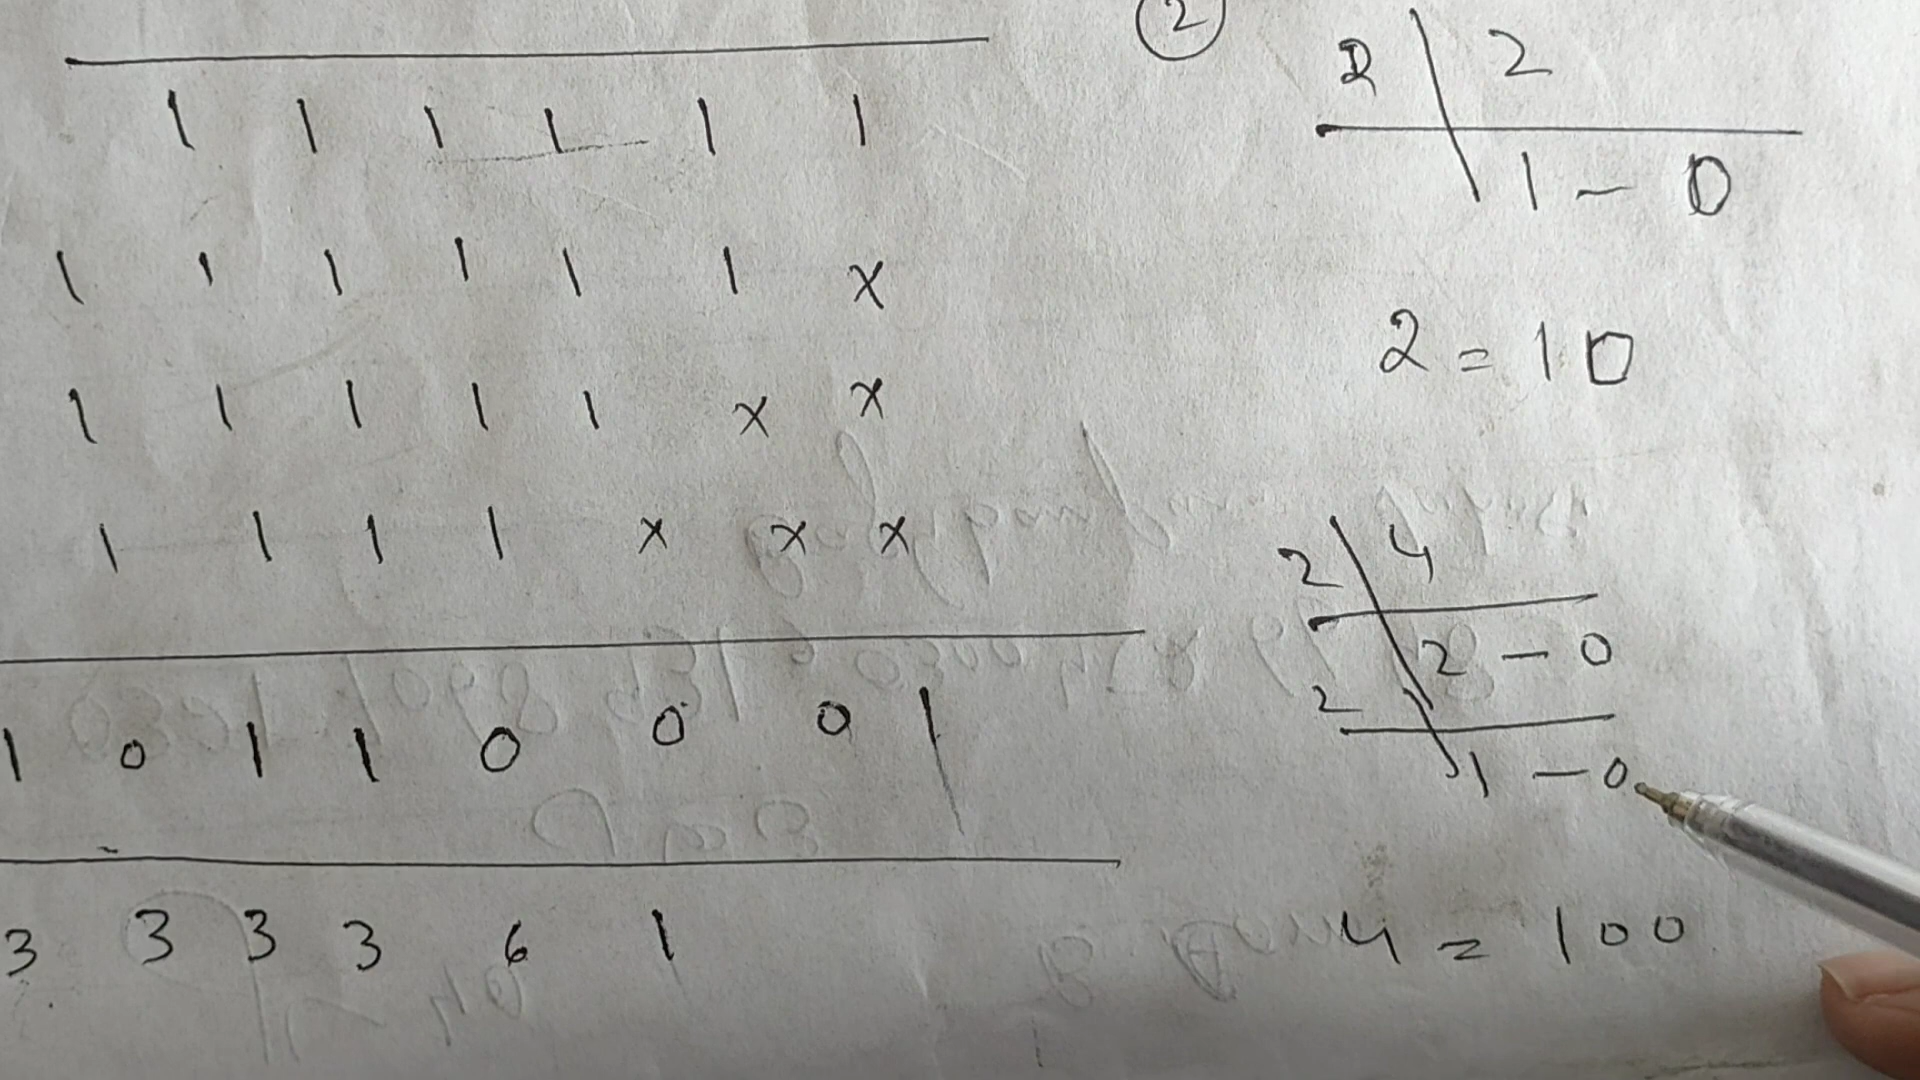 1 1 1 1 1 1
1 1 1 1 1 1 x
1 1 1 1 1 x x
1 1 1 1 x x x
1 0 1 1 0 0 0 1
3 3 3 3 6 1
2
2 2
1 - 0
2 = 10
2 4
2 2 - 0
1 - 0
4 = 100